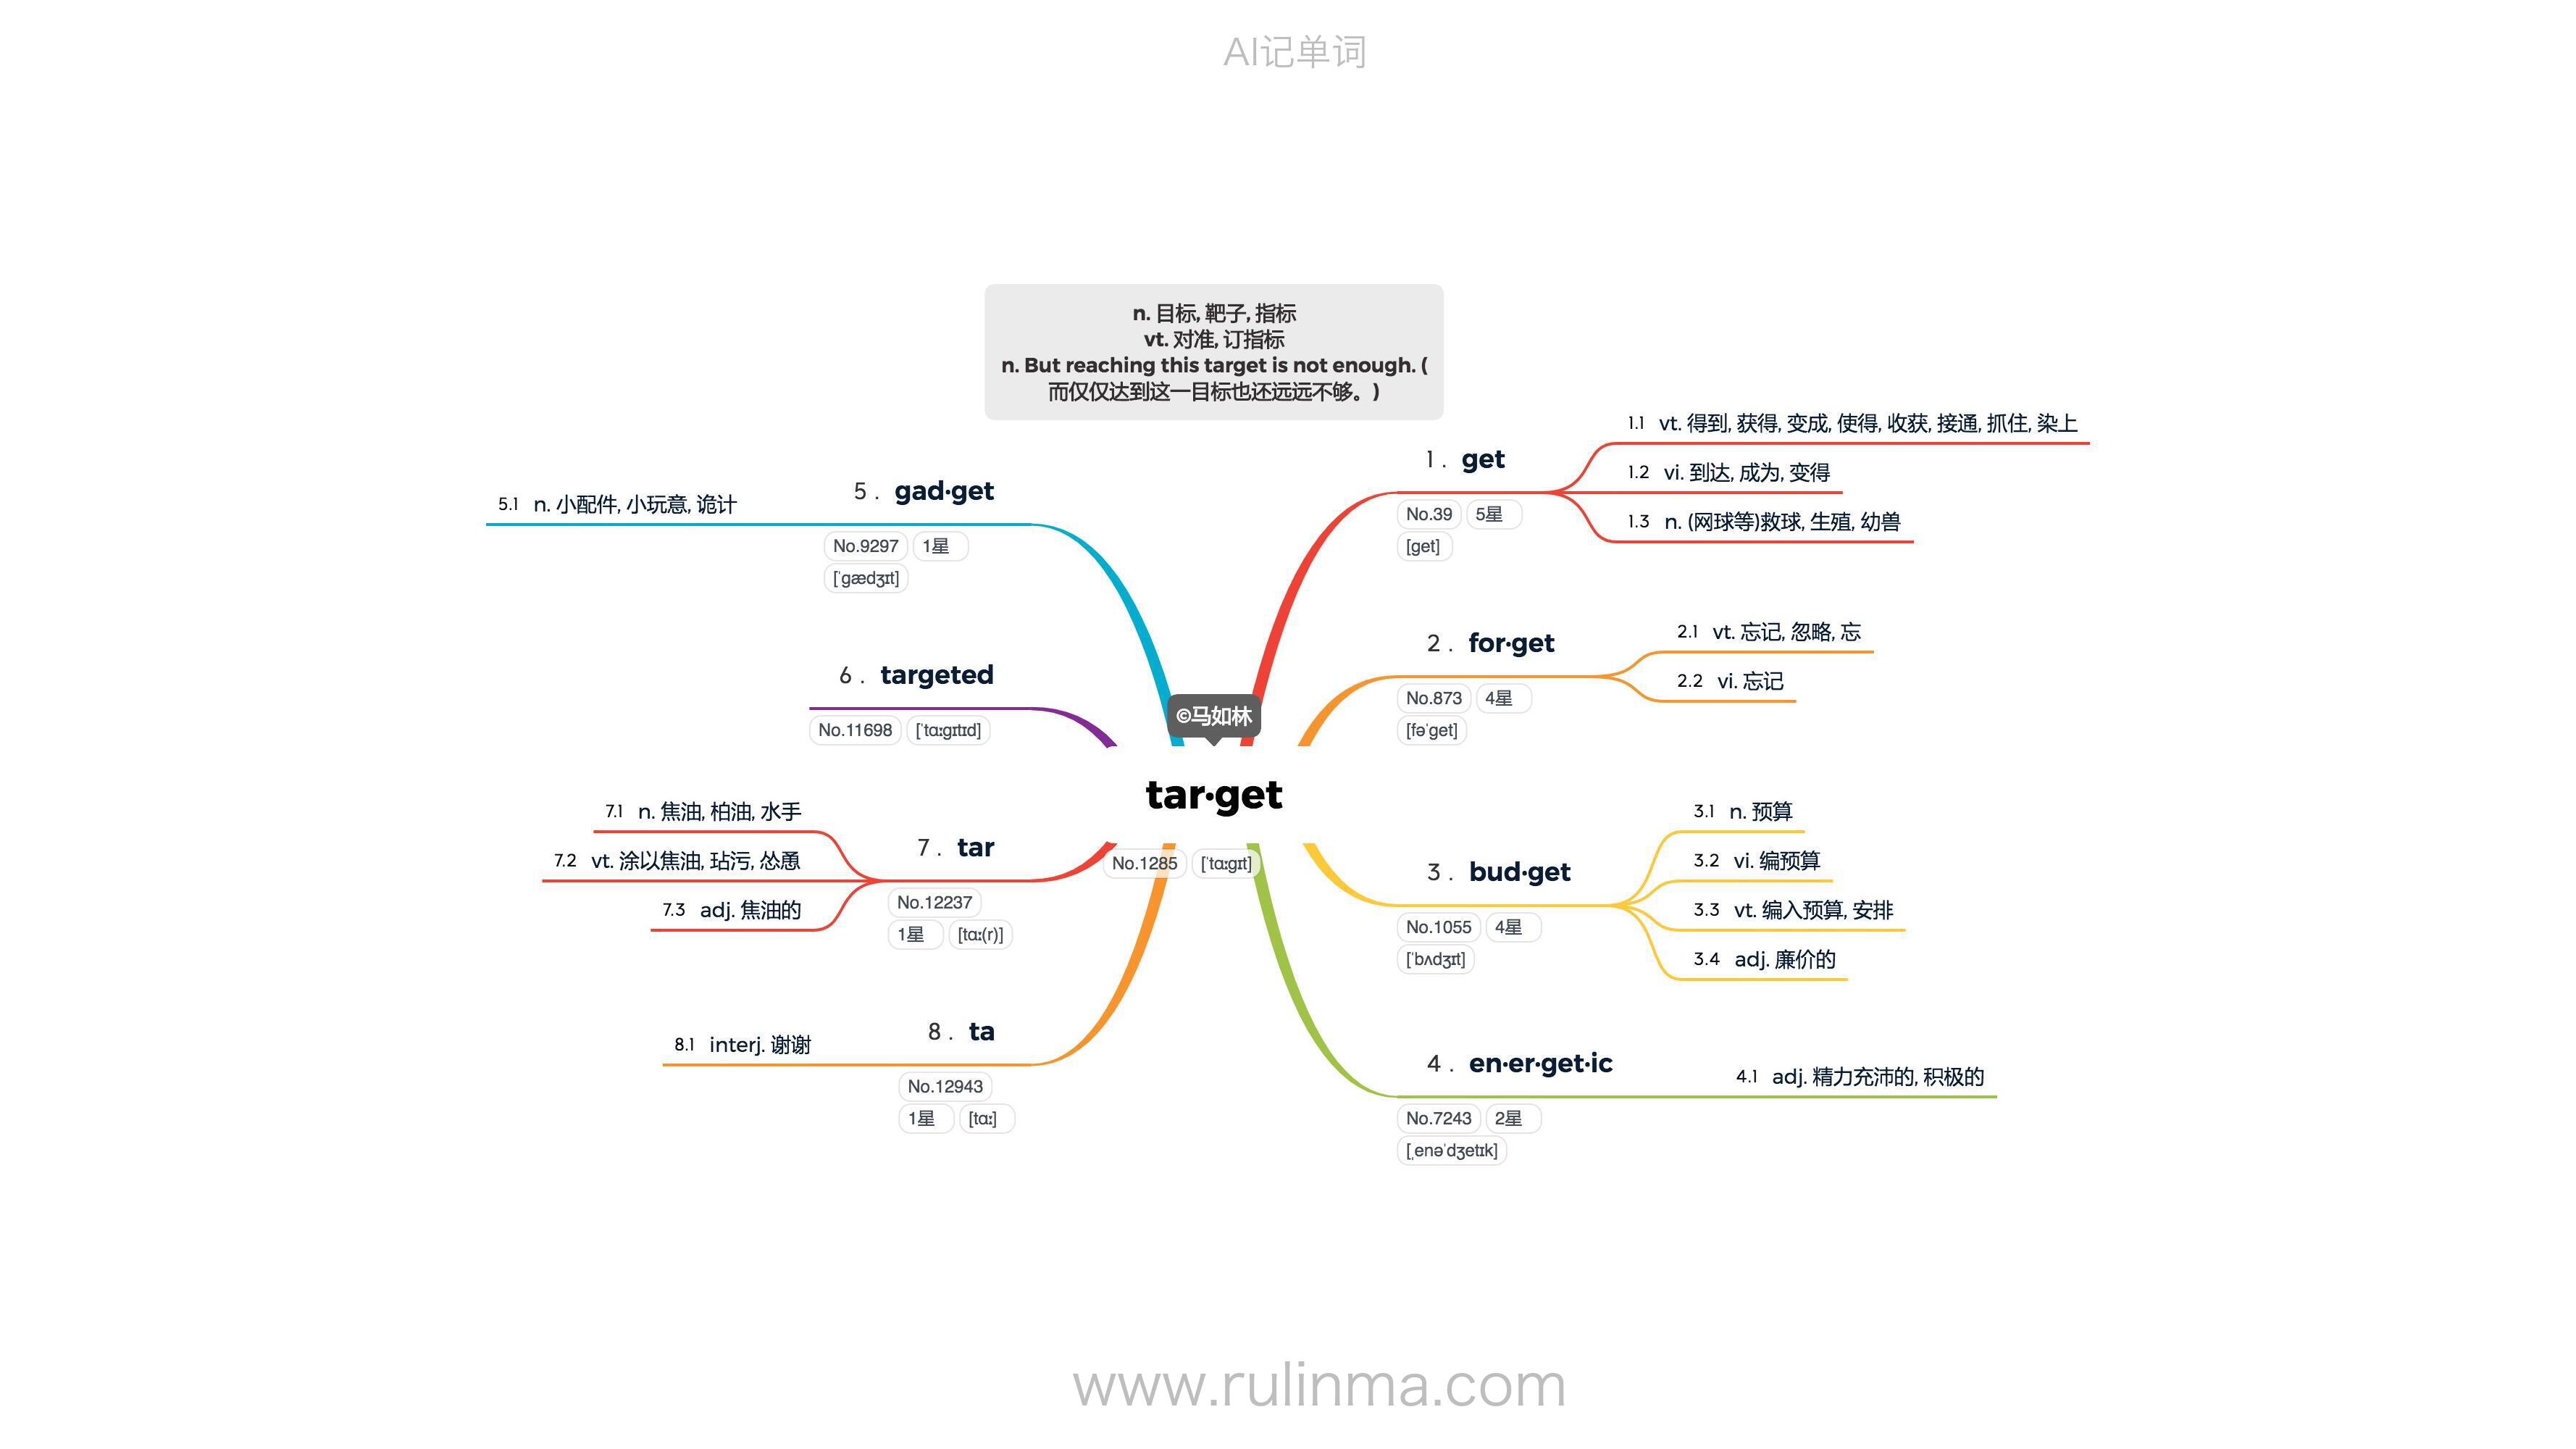 AI记单词
n. 目标, 靶子, 指标
vt. 对准, 订指标
n. But reaching this target is not enough. (
而仅仅达到这一目标也还远远不够。)
©马如林
tar·get
No.1285 [ˈtɑːgɪt]
1 . get
No.39 5星
[get]
1.1 vt. 得到, 获得, 变成, 使得, 收获, 接通, 抓住, 染上
1.2 vi. 到达, 成为, 变得
1.3 n. (网球等)救球, 生殖, 幼兽
2 . for·get
No.873 4星
[fəˈget]
2.1 vt. 忘记, 忽略, 忘
2.2 vi. 忘记
3 . bud·get
No.1055 4星
[ˈbʌdʒɪt]
3.1 n. 预算
3.2 vi. 编预算
3.3 vt. 编入预算, 安排
3.4 adj. 廉价的
4 . en·er·get·ic
No.7243 2星
[ˌenəˈdʒetɪk]
4.1 adj. 精力充沛的, 积极的
5 . gad·get
No.9297 1星
[ˈgædʒɪt]
5.1 n. 小配件, 小玩意, 诡计
6 . targeted
No.11698 [ˈtɑːgɪtɪd]
7 . tar
No.12237
1星 [tɑː(r)]
7.1 n. 焦油, 柏油, 水手
7.2 vt. 涂以焦油, 玷污, 怂恿
7.3 adj. 焦油的
8 . ta
No.12943
1星 [tɑː]
8.1 interj. 谢谢
www.rulinma.com